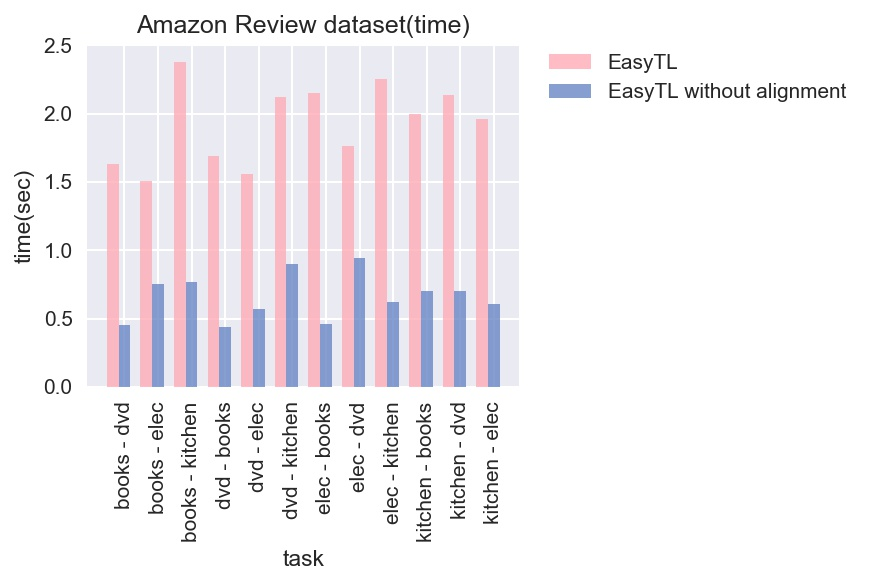 Amazon Review dataset(time)
EasyTL
EasyTL without alignment
time(sec)
2.5
2.0
1.5
1.0
0.5
0.0
books - dvd
books - elec
books - kitchen
dvd - books
dvd - elec
dvd - kitchen
elec - books
elec - dvd
elec - kitchen
kitchen - books
kitchen - dvd
kitchen - elec
task